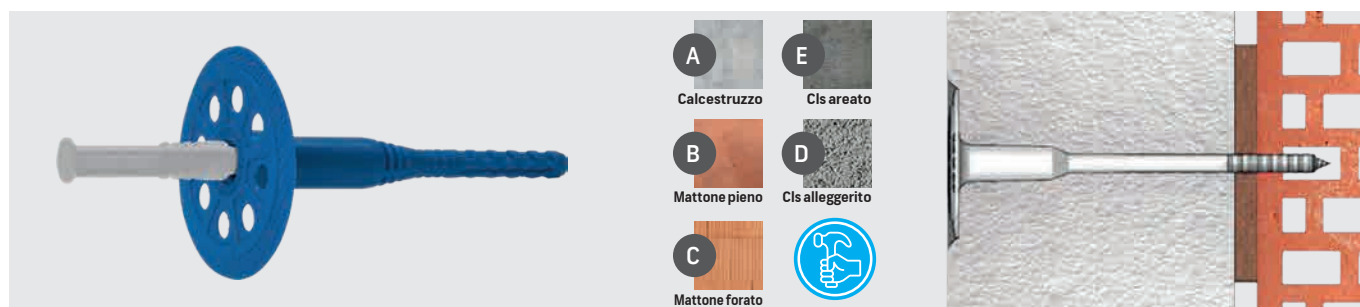 A
Calcestruzzo
E
Cls areato
B
Mattone pieno
D
Cls alleggerito
C
Mattone forato